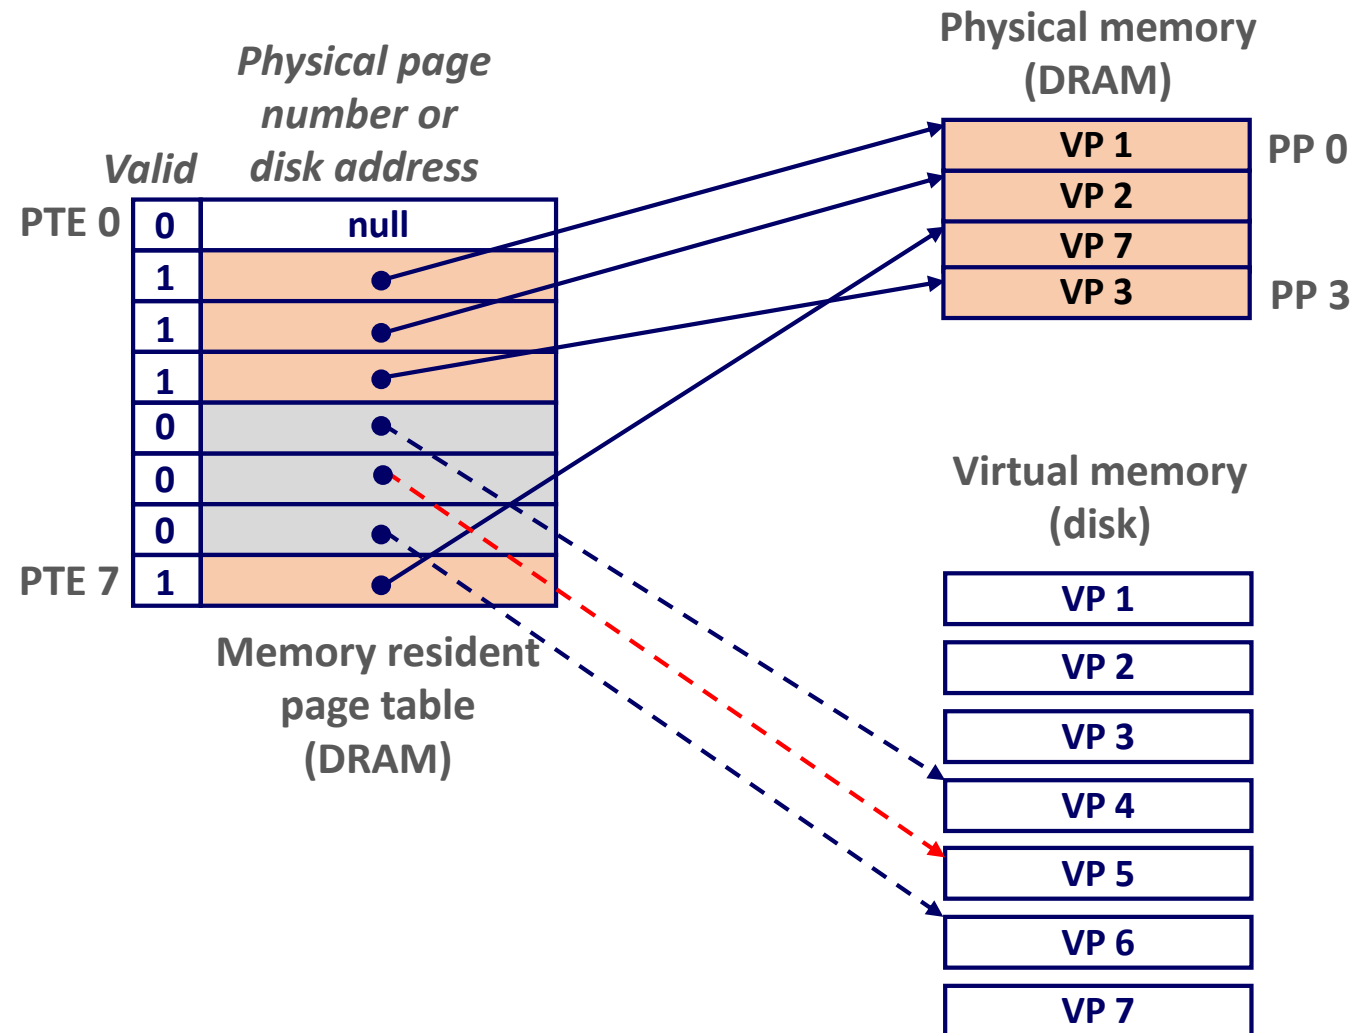 Physical page
number or
disk address
Valid
PTE 0
0
null
1
1
1
0
0
0
PTE 7
1
Memory resident
page table
(DRAM)
Physical memory
(DRAM)
VP 1
PP 0
VP 2
VP 7
VP 3
PP 3
Virtual memory
(disk)
VP 1
VP 2
VP 3
VP 4
VP 5
VP 6
VP 7